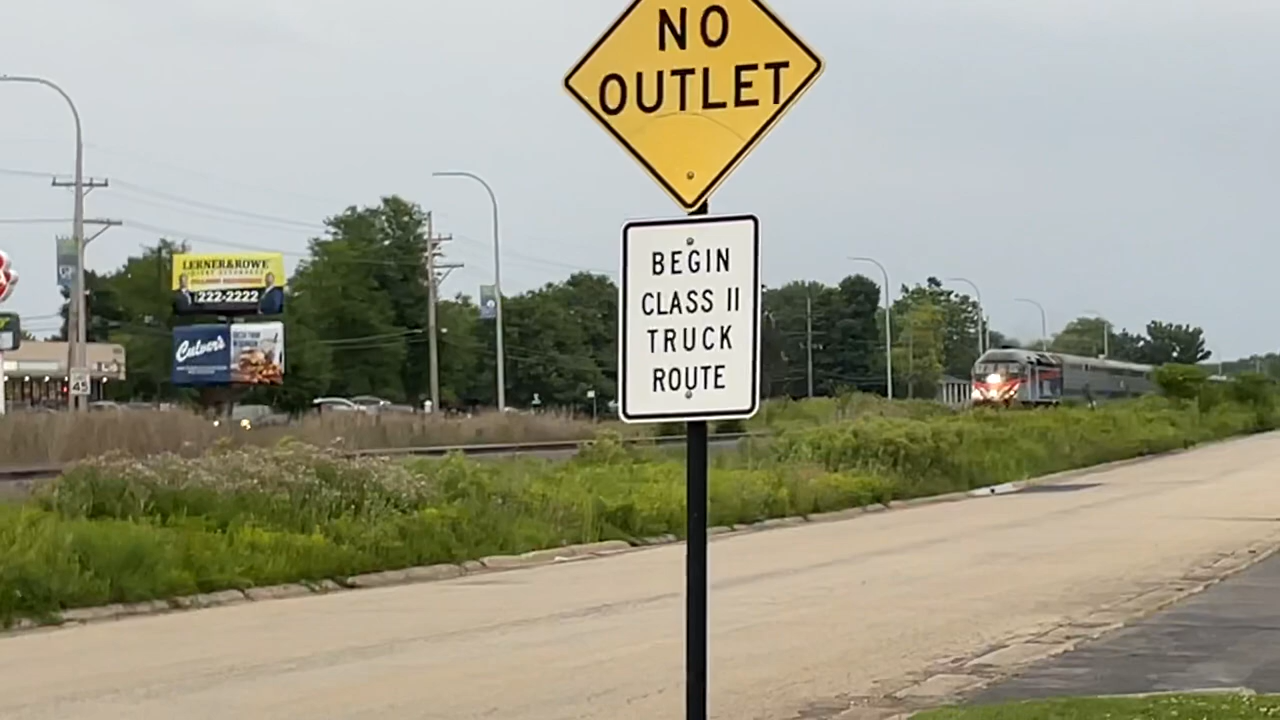 NO
OUTLET
BEGIN
CLASS II
TRUCK
ROUTE
LERNER&ROWE
222-2222
Culver's
45